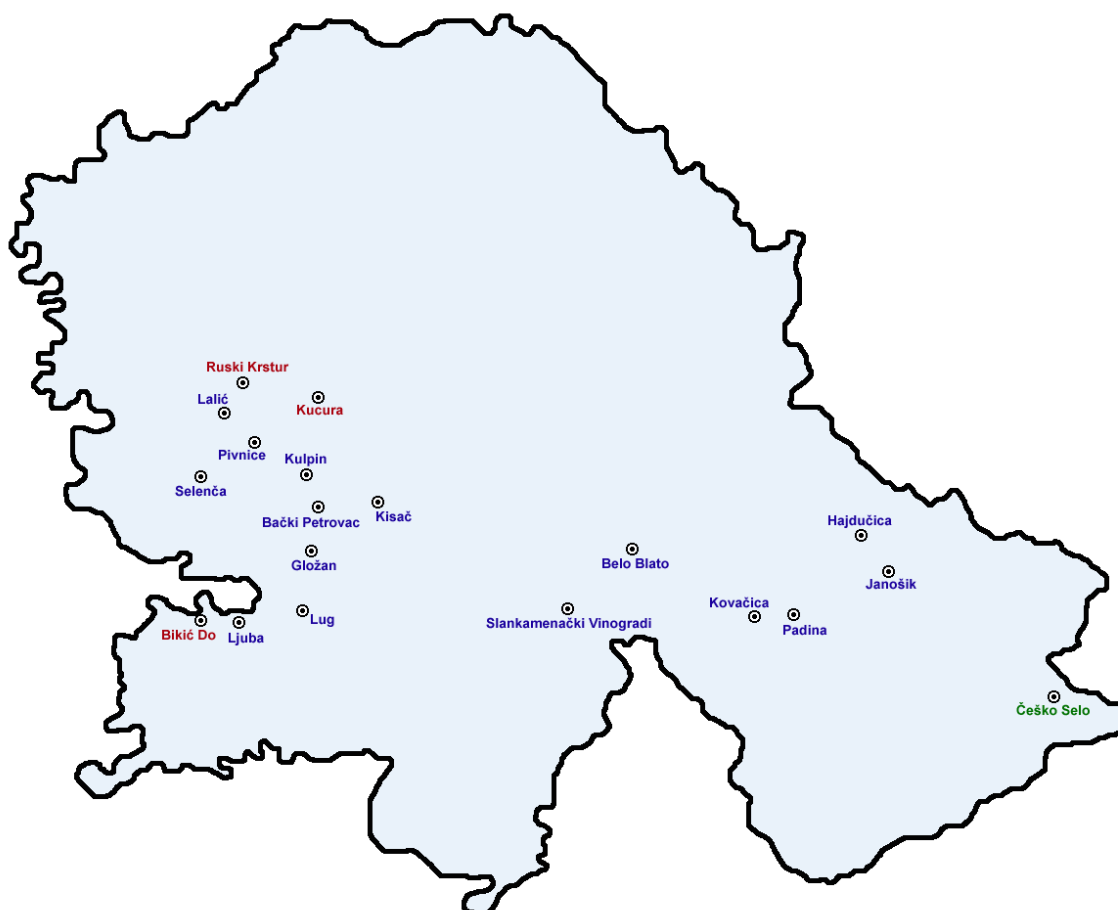 Ruski Krstur
Lalić
Kucura
Pivnice
Kulpin
Selenča
Bački Petrovac
Kisač
Hajdučica
Gložan
Belo Blato
Janošik
Kovačica
Lug
Slankamenački Vinogradi
Padina
Bikić Do
Ljuba
Češko Selo